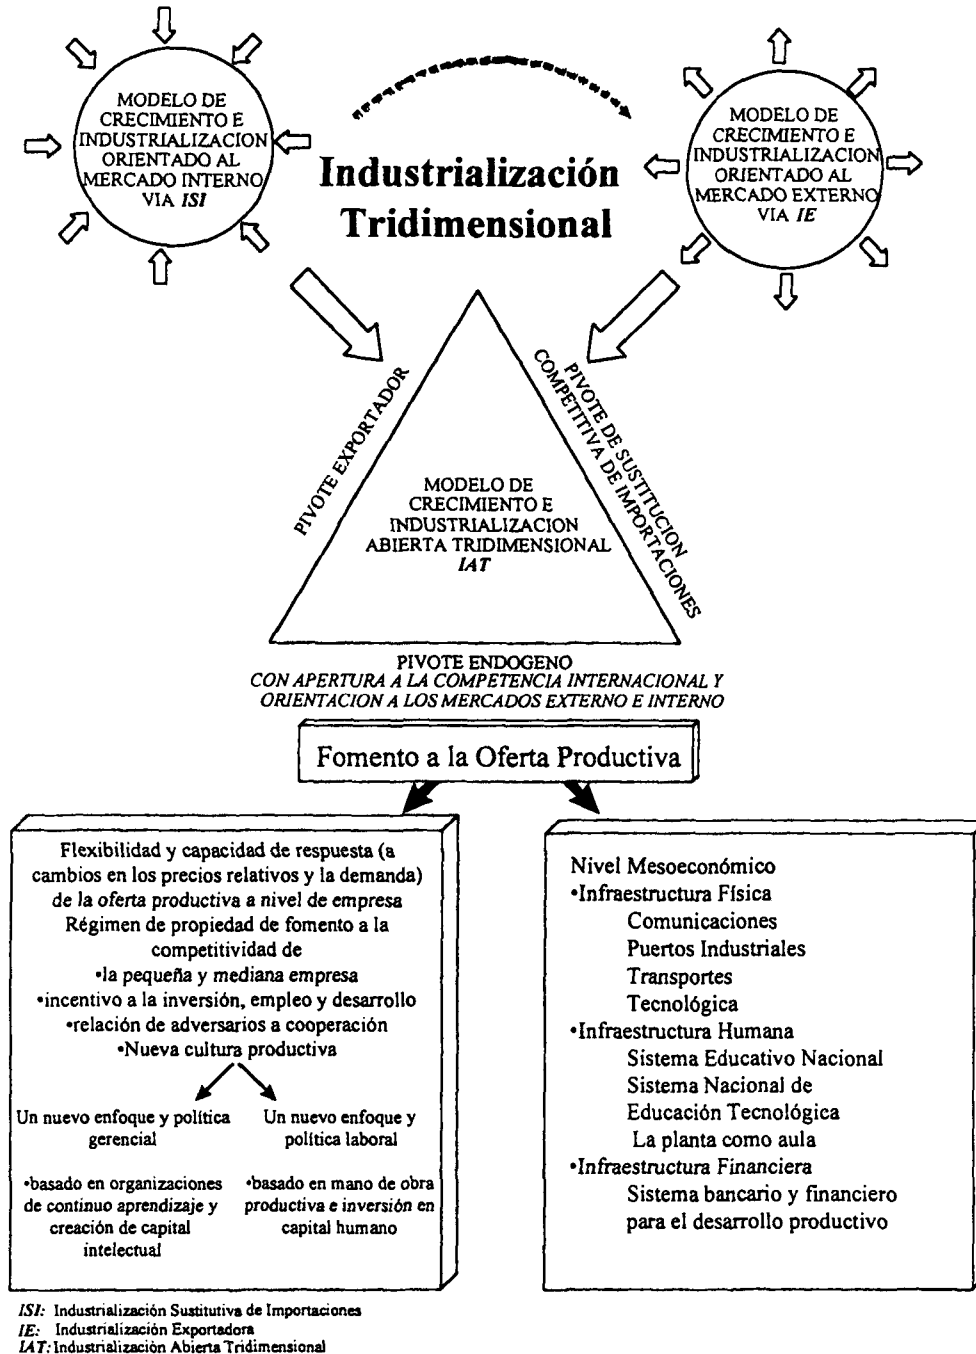 MODELO DE
CRECIMIENTO E
INDUSTRIALIZACION
ORIENTADO AL
MERCADO INTERNO
VIA ISI
Industrialización
Tridimensional
MODELO DE
CRECIMIENTO E
INDUSTRIALIZACION
ORIENTADO AL
MERCADO EXTERNO
VIA IE
PIVOTE EXPORTADOR
PIVOTE DE SUSTITUCION
COMPETITIVA DE IMPORTACIONES
MODELO DE
CRECIMIENTO E
INDUSTRIALIZACION
ABIERTA TRIDIMENSIONAL
IAT
PIVOTE ENDOGENO
CON APERTURA A LA COMPETENCIA INTERNACIONAL Y
ORIENTACION A LOS MERCADOS EXTERNO E INTERNO
Fomento a la Oferta Productiva
Flexibilidad y capacidad de respuesta (a
cambios en los precios relativos y la demanda)
de la oferta productiva a nivel de empresa
Régimen de propiedad de fomento a la
competitividad de
•la pequeña y mediana empresa
•incentivo a la inversión, empleo y desarrollo
•relación de adversarios a cooperación
•Nueva cultura productiva
Un nuevo enfoque y política
gerencial
•basado en organizaciones
de continuo aprendizaje y
creación de capital
intelectual
Un nuevo enfoque y
política laboral
•basado en mano de obra
productiva e inversión en
capital humano
Nivel Mesoeconómico
•Infraestructura Física
Comunicaciones
Puertos Industriales
Transportes
Tecnológica
•Infraestructura Humana
Sistema Educativo Nacional
Sistema Nacional de
Educación Tecnológica
La planta como aula
•Infraestructura Financiera
Sistema bancario y financiero
para el desarrollo productivo
ISI: Industrialización Sustitutiva de Importaciones
IE: Industrialización Exportadora
IAT: Industrialización Abierta Tridimensional